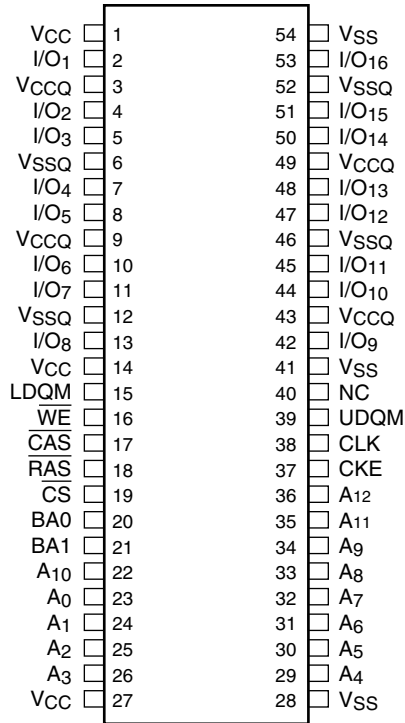 VCC 1 54 VSS
I/O1 2 53 I/O16
VCCQ 3 52 VSSQ
I/O2 4 51 I/O15
I/O3 5 50 I/O14
VSSQ 6 49 VCCQ
I/O4 7 48 I/O13
I/O5 8 47 I/O12
VCCQ 9 46 VSSQ
I/O6 10 45 I/O11
I/O7 11 44 I/O10
VSSQ 12 43 VCCQ
I/O8 13 42 I/O9
VCC 14 41 VSS
LDQM 15 40 NC
WE 16 39 UDQM
CAS 17 38 CLK
RAS 18 37 CKE
CS 19 36 A12
BA0 20 35 A11
BA1 21 34 A9
A10 22 33 A8
A0 23 32 A7
A1 24 31 A6
A2 25 30 A5
A3 26 29 A4
VCC 27 28 VSS